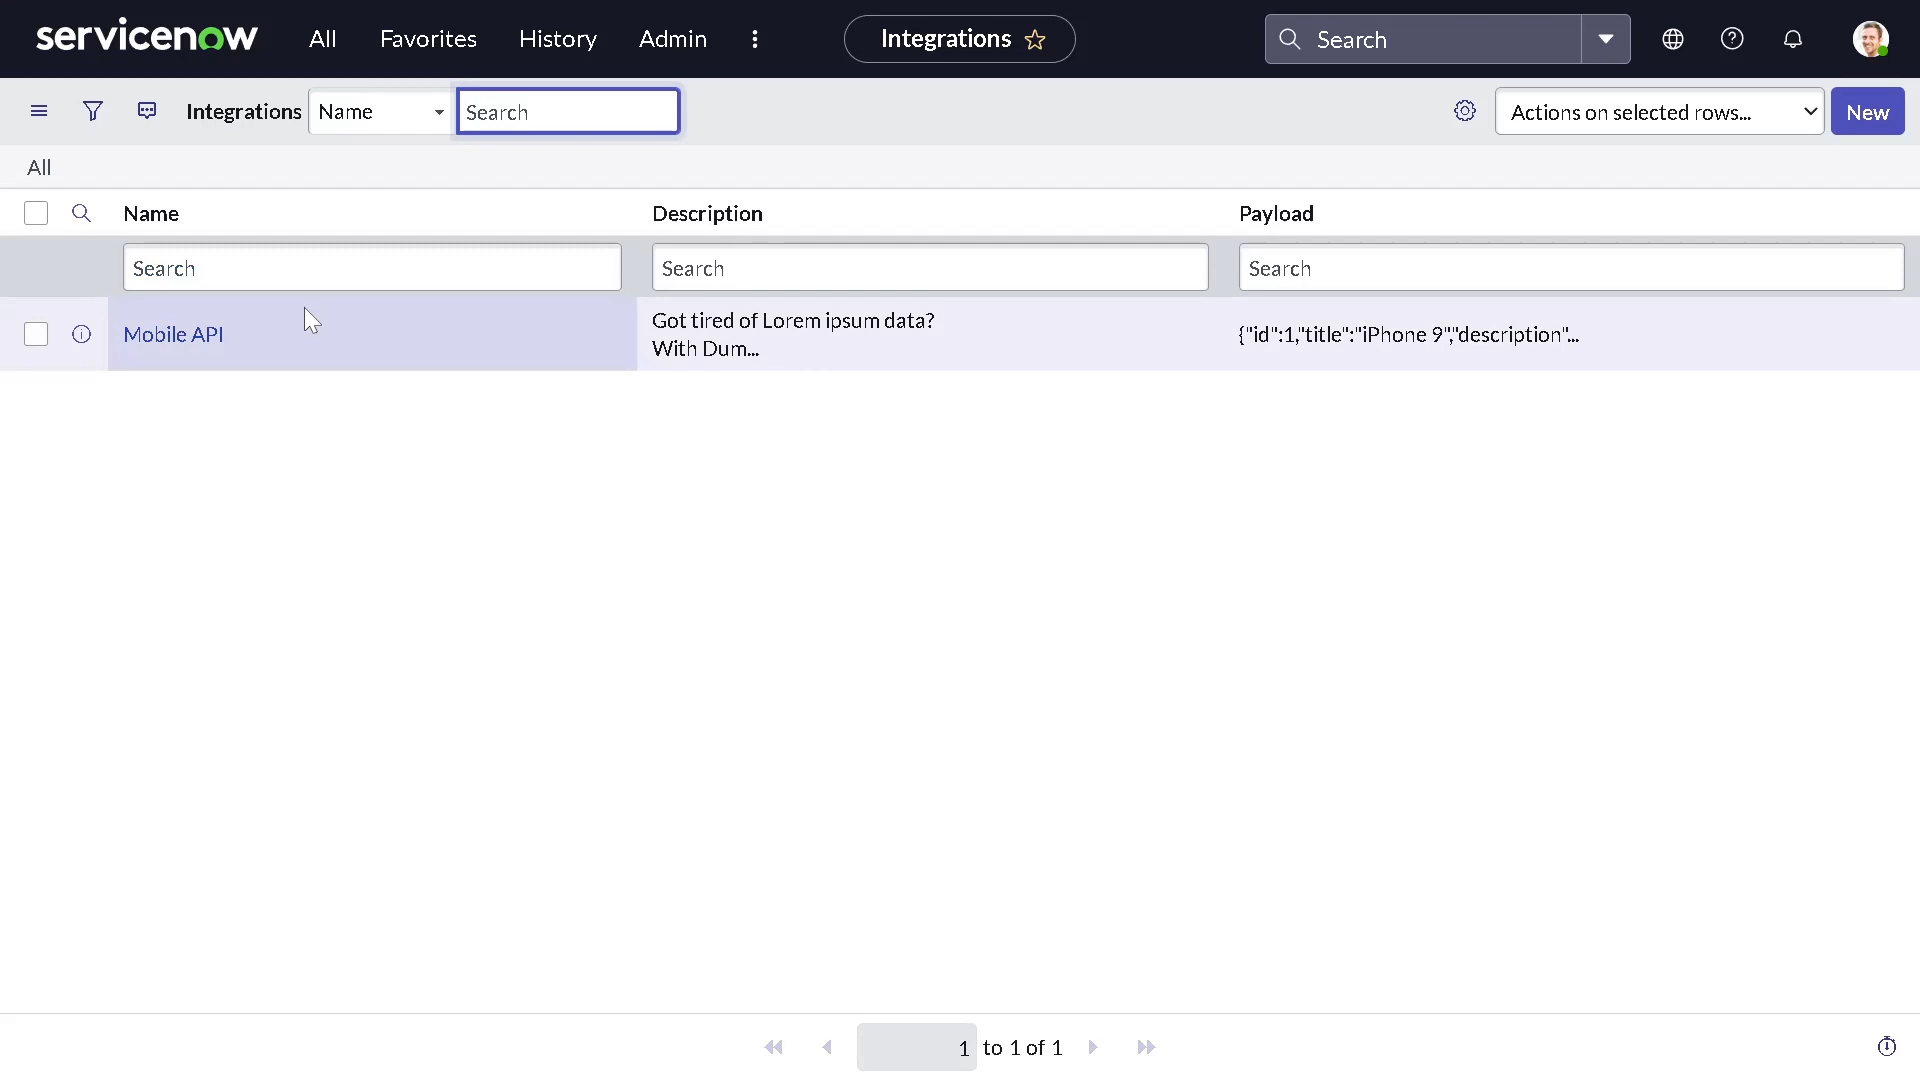 servicenow All Favorites History Admin Integrations Search
Integrations Name Search Actions on selected rows... New
All
Name Description Payload
Search Search Search
Mobile API Got tired of Lorem ipsum data? {"id":1,"title":"iPhone 9","description"...
With Dum...
1 to 1 of 1